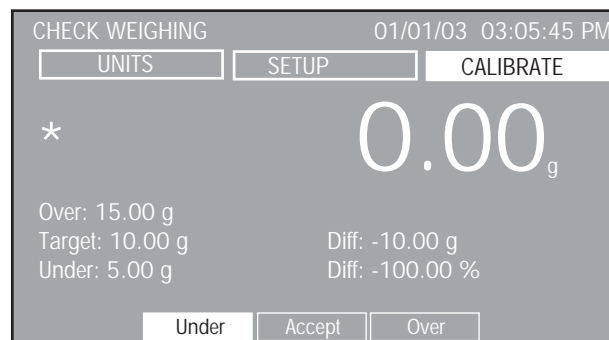 CHECK WEIGHING 01/01/03 03:05:45 PM
UNITS SETUP CALIBRATE
* 0.00 g
Over: 15.00 g
Target: 10.00 g Diff: -10.00 g
Under: 5.00 g Diff: -100.00 %
Under Accept Over